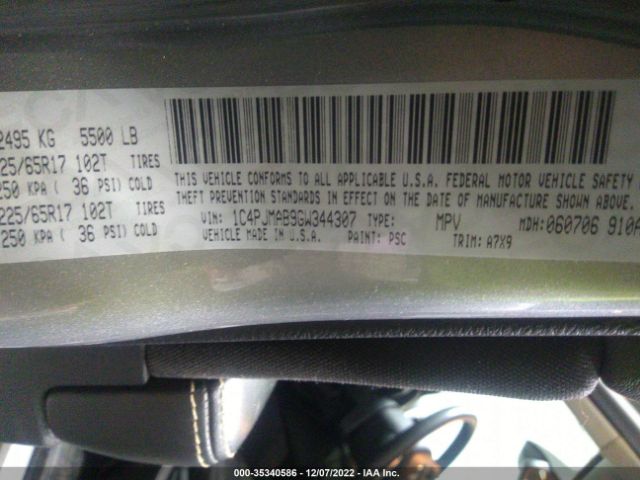 2495 KG 5500 LB
225/65R17 102T TIRES
250 KPA ( 36 PSI) COLD
225/65R17 102T TIRES
250 KPA ( 36 PSI) COLD
THIS VEHICLE CONFORMS TO ALL APPLICABLE U.S.A. FEDERAL MOTOR VEHICLE SAFETY
THEFT PREVENTION STANDARDS IN EFFECT ON THE DATE OF MANUFACTURE SHOWN ABOVE.
VIN: 1C4PJMAB9GW344307 TYPE: MPV MDH:060706 910A
VEHICLE MADE IN U.S.A. PAINT: PSC TRIM: A7X9
000-35340586 - 12/07/2022 - IAA Inc.